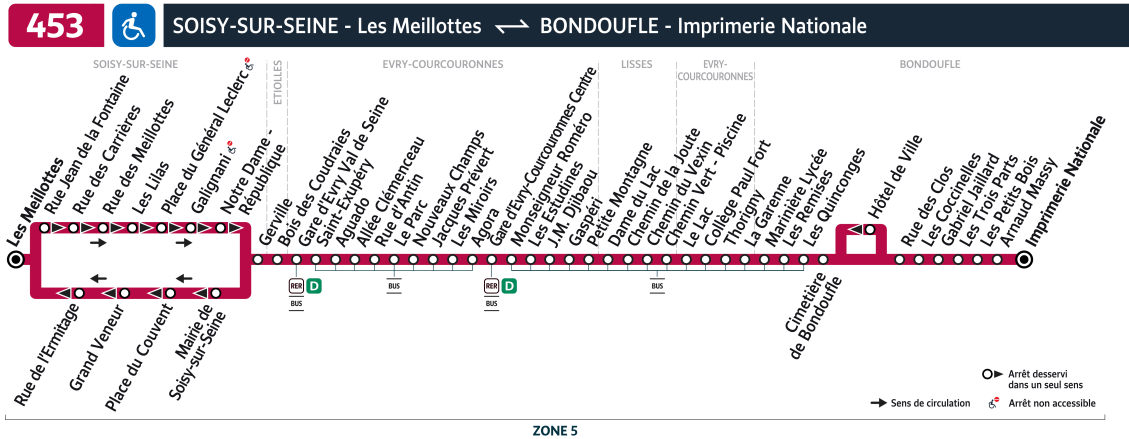 453
SOISY-SUR-SEINE - Les Meillottes
BONDOUFLE - Imprimerie Nationale
SOISY-SUR-SEINE
ETIOLLES
EVRY-COURCOURONNES
LISSES
EVRY-
COURCOURONNES
BONDOUFLE
Les Meillottes
Rue Jean de la Fontaine
Rue des Carrières
Rue des Meillottes
Les Lilas
Place du Général Leclerc
Galignani
Notre Dame -
République
Gerville
Bois des Coudraies
Gare d'Evry Val de Seine
Saint-Exupéry
Aguado
Allée Clémenceau
Rue d'Antin
Le Parc
Nouveaux Champs
Jacques Prévert
Les Miroirs
Agora
Gare d'Evry-Courcouronnes Centre
Monseigneur Roméro
Les Estudines
J.M. Djibaou
Gaspéri
Petite Montagne
Dame du Lac
Chemin de la Joute
Chemin du Vexin
Chemin Vert - Piscine
Le Lac
Collège Paul Fort
Thorigny
La Garenne
Marinière Lycée
Les Remises
Les Quinconges
Cimetière
de Bondoufle
Hôtel de Ville
Rue des Clos
Les Coccinelles
Gabriel Jaillard
Les Trois Parts
Les Petits Bois
Arnaud Massy
Imprimerie Nationale
RER
D
BUS
BUS
RER
D
BUS
BUS
Rue de l'Ermitage
Grand Veneur
Place du Couvent
Mairie de
Soisy-sur-Seine
Arrêt desservi
dans un seul sens
Sens de circulation
Arrêt non accessible
ZONE 5